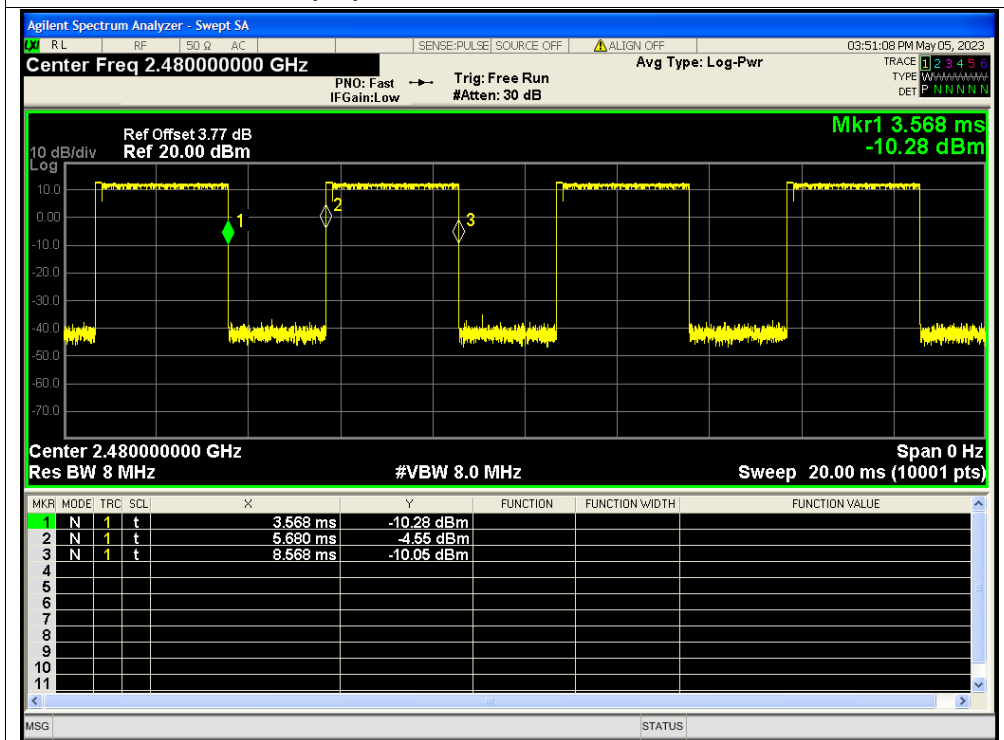 Agilent Spectrum Analyzer - Swept SA
LXI RL RF 50 Ω AC SENSE:PULSE SOURCE OFF ALIGN OFF 03:51:08 PM May 05, 2023
Center Freq 2.480000000 GHz
PNO: Fast
IFGain:Low
Trig: Free Run
#Atten: 30 dB
Avg Type: Log-Pwr
TRACE 1 2 3 4 5 6
TYPE WWWWWW
DET P N N N N N
Mkr1 3.568 ms
-10.28 dBm
Ref Offset 3.77 dB
10 dB/div Ref 20.00 dBm
Log
10.0
0.00
-10.0
-20.0
-30.0
-40.0
-50.0
-60.0
-70.0
1
2
3
Center 2.480000000 GHz Span 0 Hz
Res BW 8 MHz #VBW 8.0 MHz Sweep 20.00 ms (10001 pts)
MKR MODE TRC SCL X Y FUNCTION FUNCTION WIDTH FUNCTION VALUE
1 N 1 t 3.568 ms -10.28 dBm
2 N 1 t 5.680 ms -4.55 dBm
3 N 1 t 8.568 ms -10.05 dBm
4
5
6
7
8
9
10
11
MSG STATUS